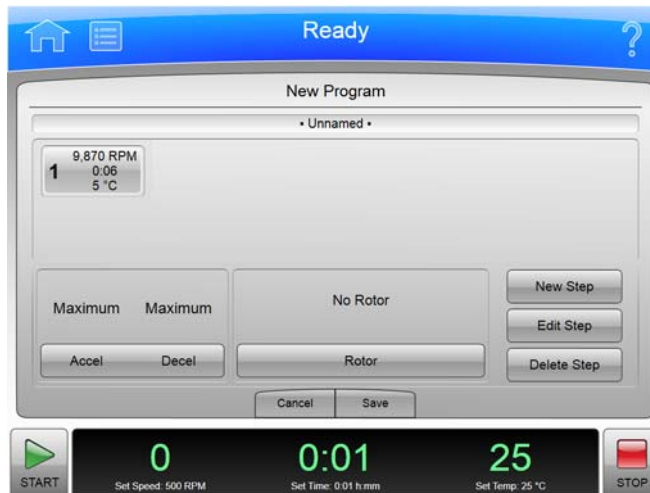 Ready
New Program
• Unnamed •
1
9,870 RPM
0:06
5 °C
Maximum Maximum
Accel Decel
No Rotor
Rotor
New Step
Edit Step
Delete Step
Cancel Save
START
0
Set Speed: 500 RPM
0:01
Set Time: 0:01 h:mm
25
Set Temp: 25 °C
STOP